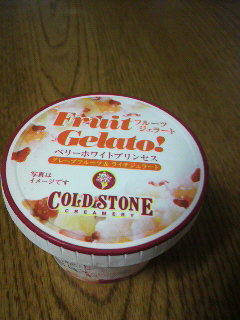 Fruit フルーツ
Gelato! ジェラート
ベリーホワイトプリンセス
グレープフルーツ & ライチジェラート
写真は
イメージです
COLD STONE
CREAMERY